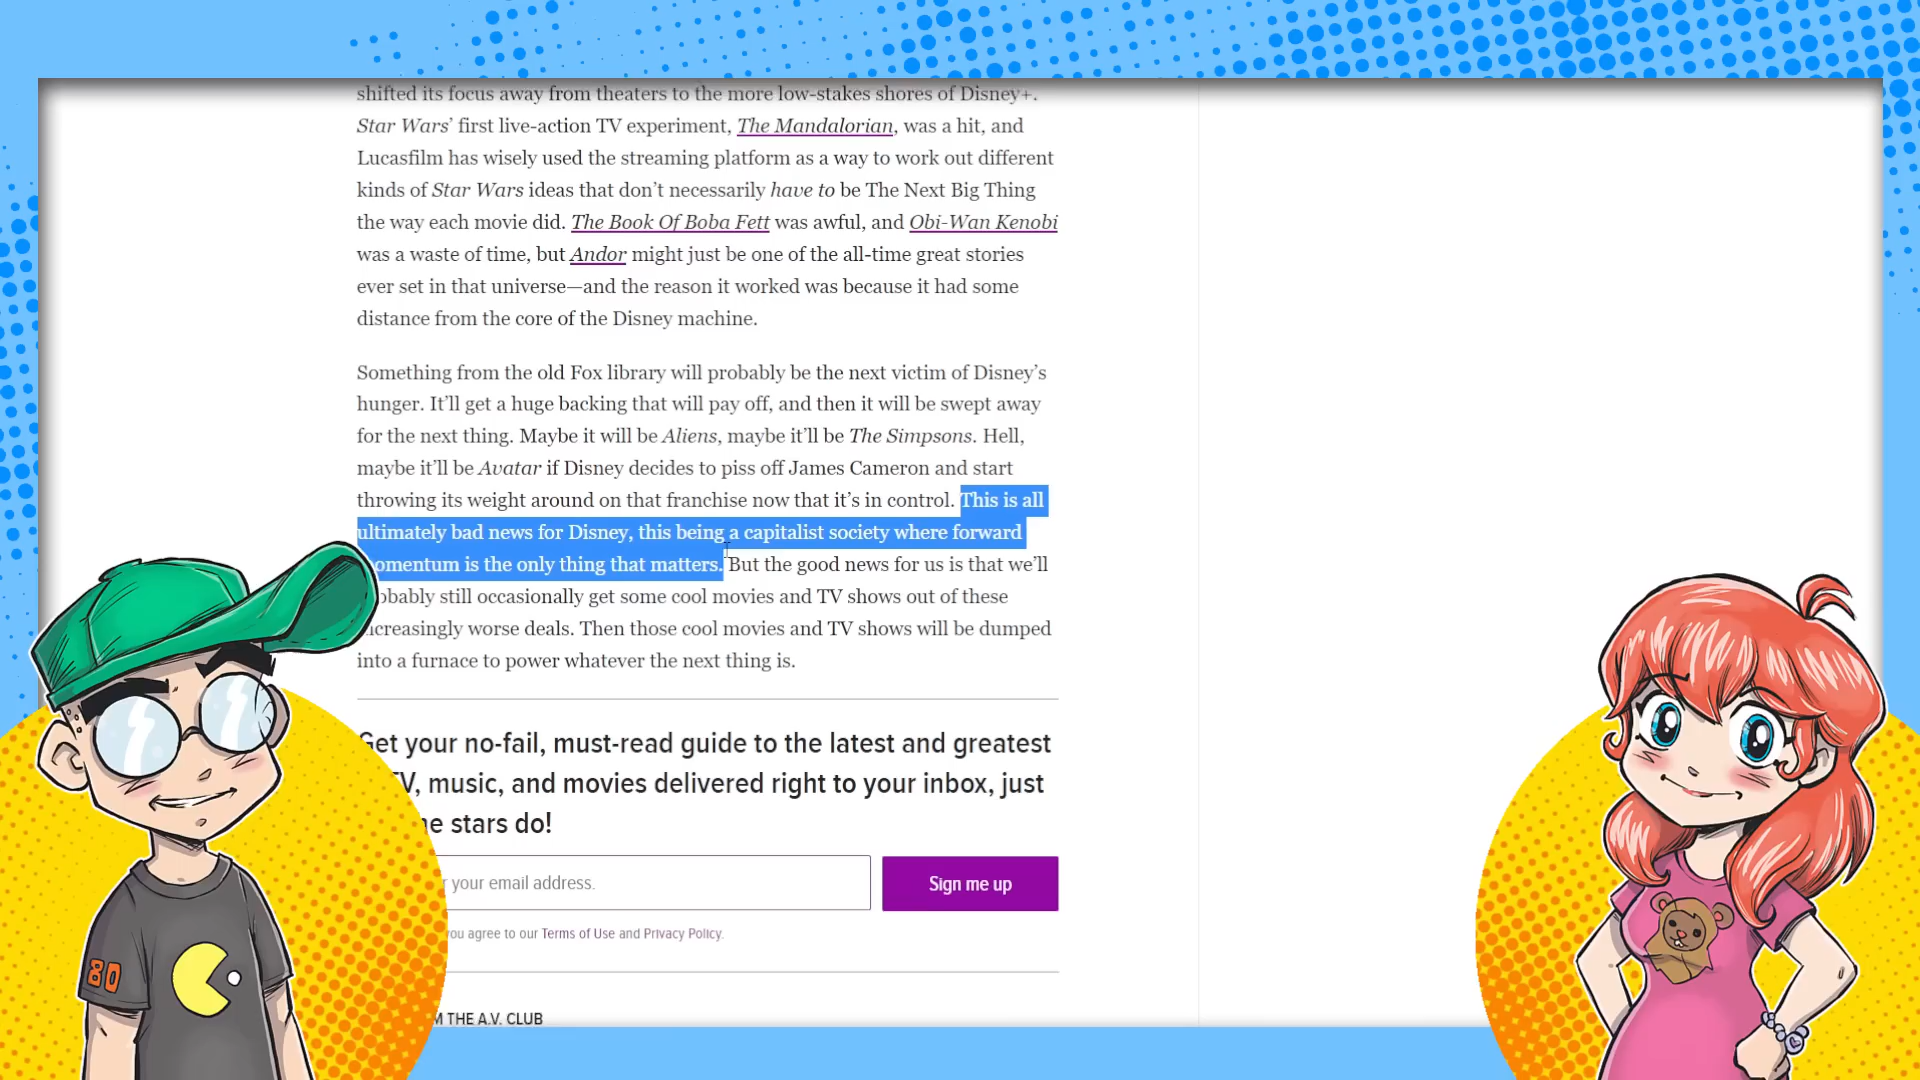 shifted its focus away from theaters to the more low-stakes shores of Disney+.
Star Wars’ first live-action TV experiment, The Mandalorian, was a hit, and
Lucasfilm has wisely used the streaming platform as a way to work out different
kinds of Star Wars ideas that don’t necessarily have to be The Next Big Thing
the way each movie did. The Book Of Boba Fett was awful, and Obi-Wan Kenobi
was a waste of time, but Andor might just be one of the all-time great stories
ever set in that universe—and the reason it worked was because it had some
distance from the core of the Disney machine.
Something from the old Fox library will probably be the next victim of Disney’s
hunger. It’ll get a huge backing that will pay off, and then it will be swept away
for the next thing. Maybe it will be Aliens, maybe it’ll be The Simpsons. Hell,
maybe it’ll be Avatar if Disney decides to piss off James Cameron and start
throwing its weight around on that franchise now that it’s in control. This is all
ultimately bad news for Disney, this being a capitalist society where forward
omentum is the only thing that matters. But the good news for us is that we’ll
obably still occasionally get some cool movies and TV shows out of these
creasingly worse deals. Then those cool movies and TV shows will be dumped
into a furnace to power whatever the next thing is.
Get your no-fail, must-read guide to the latest and greatest
TV, music, and movies delivered right to your inbox, just
e stars do!
your email address.
Sign me up
you agree to our Terms of Use and Privacy Policy.
M THE A.V. CLUB
80